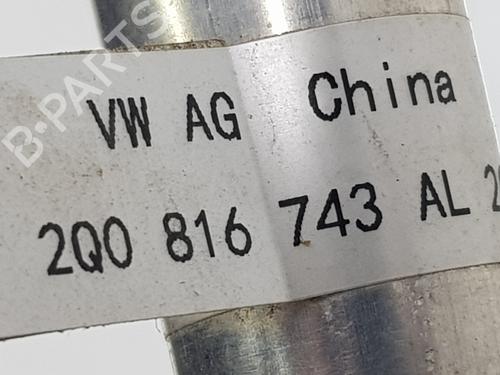 B-PARTS
VW AG China
2Q0 816 743 AL